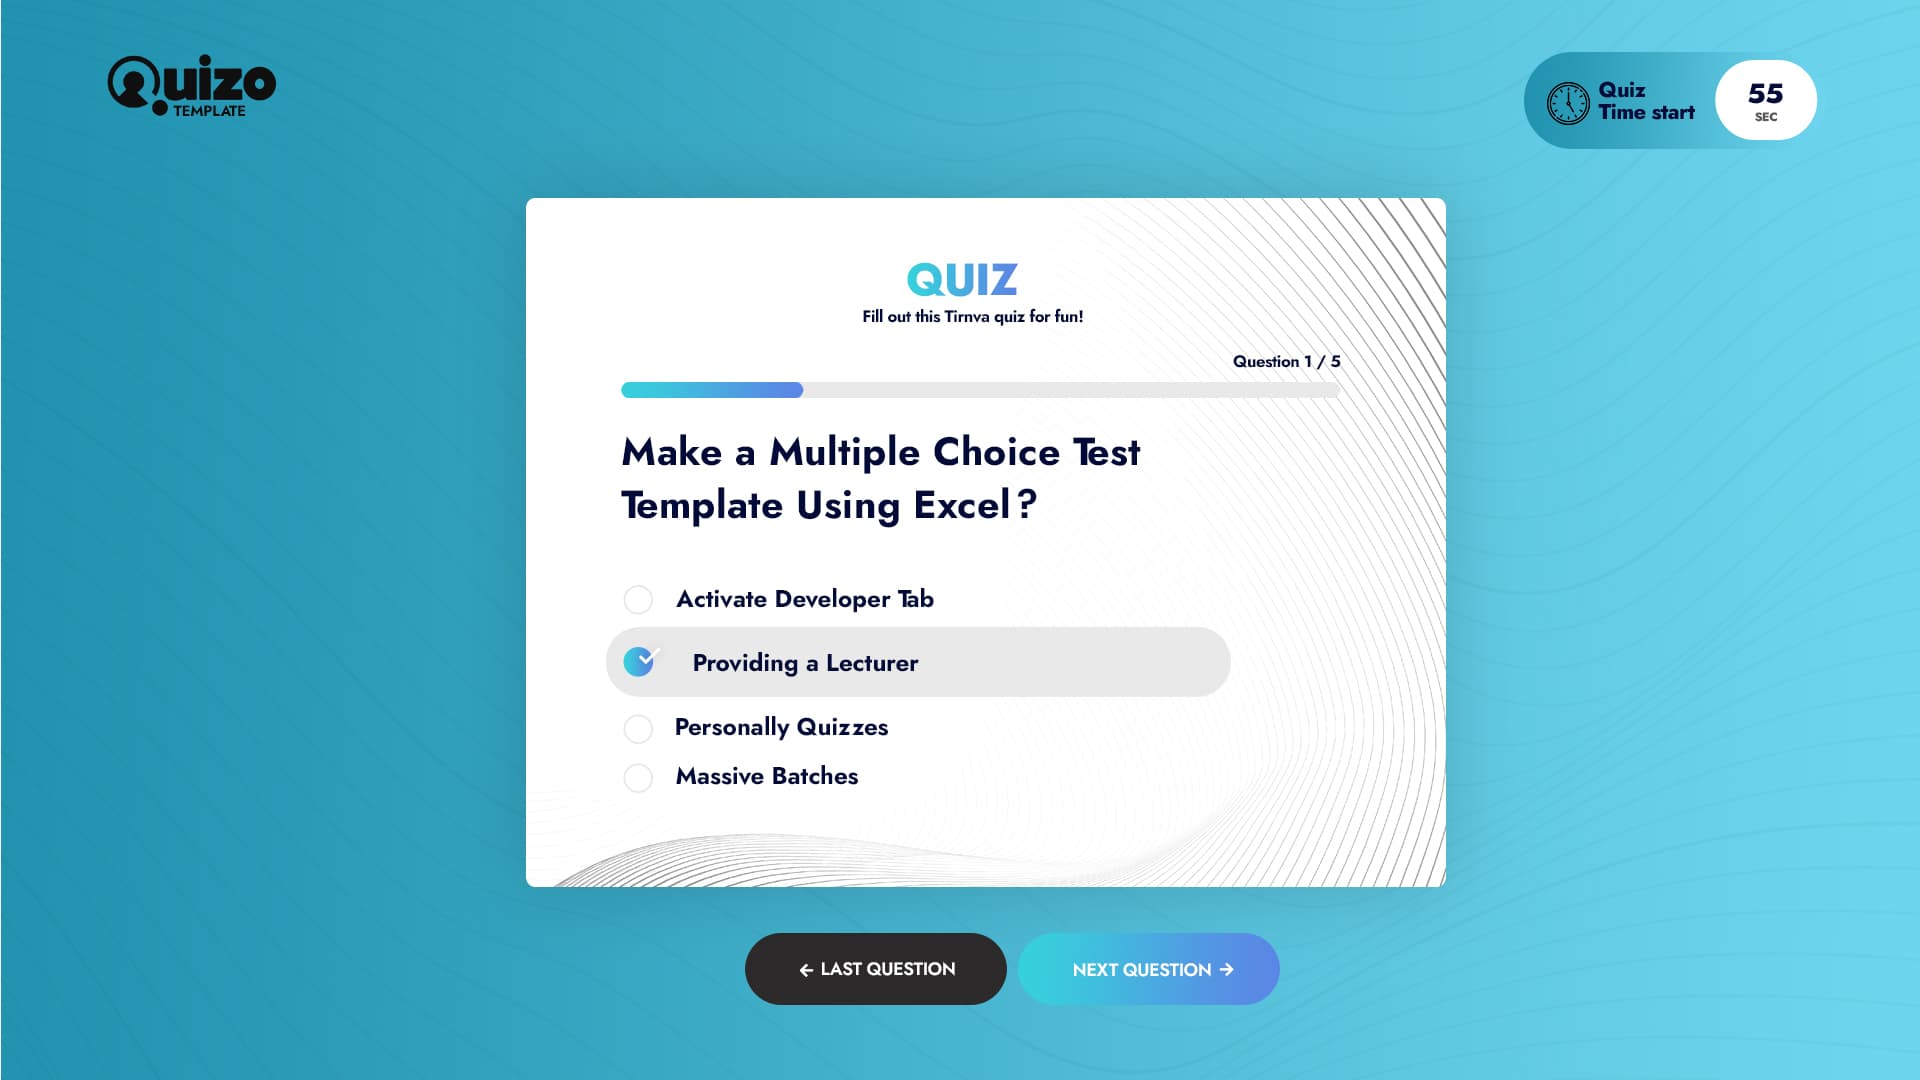 Quizo
TEMPLATE
Quiz
Time start
55
SEC
QUIZ
Fill out this Tirnva quiz for fun!
Question 1 / 5
Make a Multiple Choice Test
Template Using Excel?
Activate Developer Tab
Providing a Lecturer
Personally Quizzes
Massive Batches
← LAST QUESTION
NEXT QUESTION →